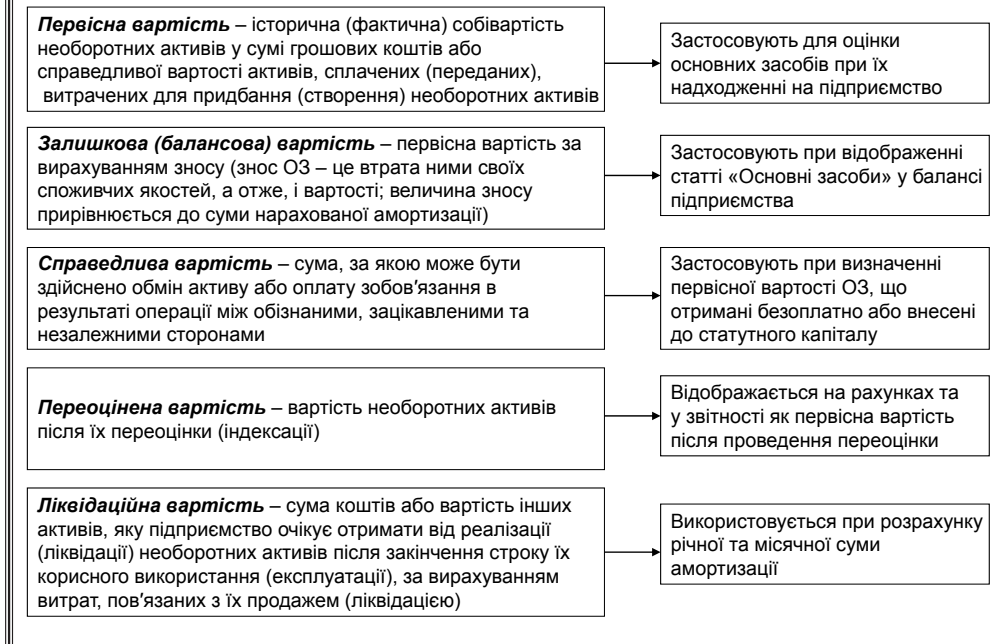 Первісна вартість – історична (фактична) собівартість
необоротних активів у сумі грошових коштів або
справедливої вартості активів, сплачених (переданих),
витрачених для придбання (створення) необоротних активів
Застосовують для оцінки
основних засобів при їх
надходженні на підприємство
Залишкова (балансова) вартість – первісна вартість за
вирахуванням зносу (знос ОЗ – це втрата ними своїх
споживчих якостей, а отже, і вартості; величина зносу
прирівнюється до суми нарахованої амортизації)
Застосовують при відображенні
статті «Основні засоби» у балансі
підприємства
Справедлива вартість – сума, за якою може бути
здійснено обмін активу або оплату зобов'язання в
результаті операції між обізнаними, зацікавленими та
незалежними сторонами
Застосовують при визначенні
первісної вартості ОЗ, що
отримані безоплатно або внесені
до статутного капіталу
Переоцінена вартість – вартість необоротних активів
після їх переоцінки (індексації)
Відображається на рахунках та
у звітності як первісна вартість
після проведення переоцінки
Ліквідаційна вартість – сума коштів або вартість інших
активів, яку підприємство очікує отримати від реалізації
(ліквідації) необоротних активів після закінчення строку їх
корисного використання (експлуатації), за вирахуванням
витрат, пов'язаних з їх продажем (ліквідацією)
Використовується при розрахунку
річної та місячної суми
амортизації